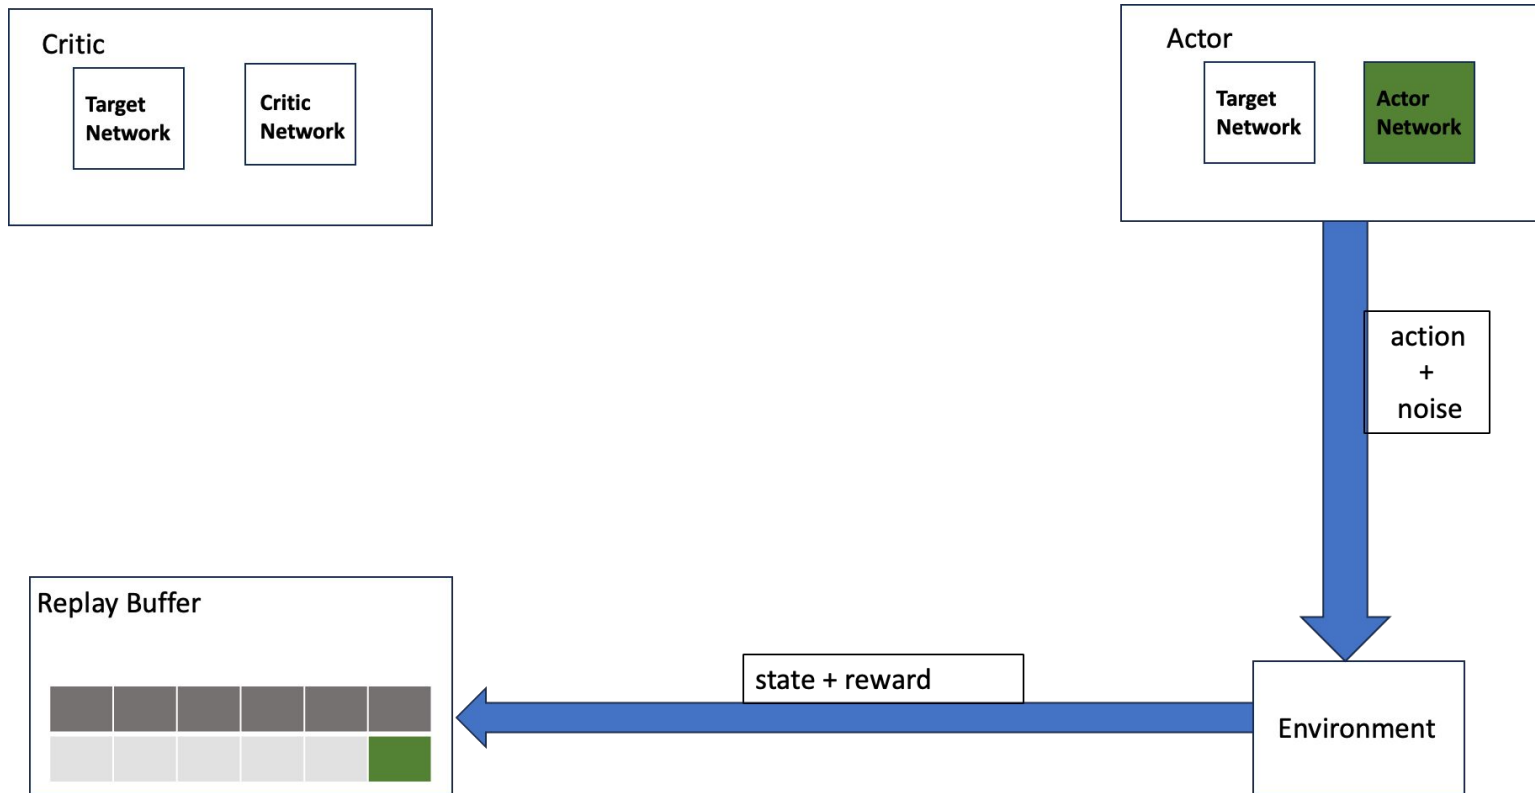 Critic
Target
Network
Critic
Network
Actor
Target
Network
Actor
Network
action
+
noise
Replay Buffer
state + reward
Environment